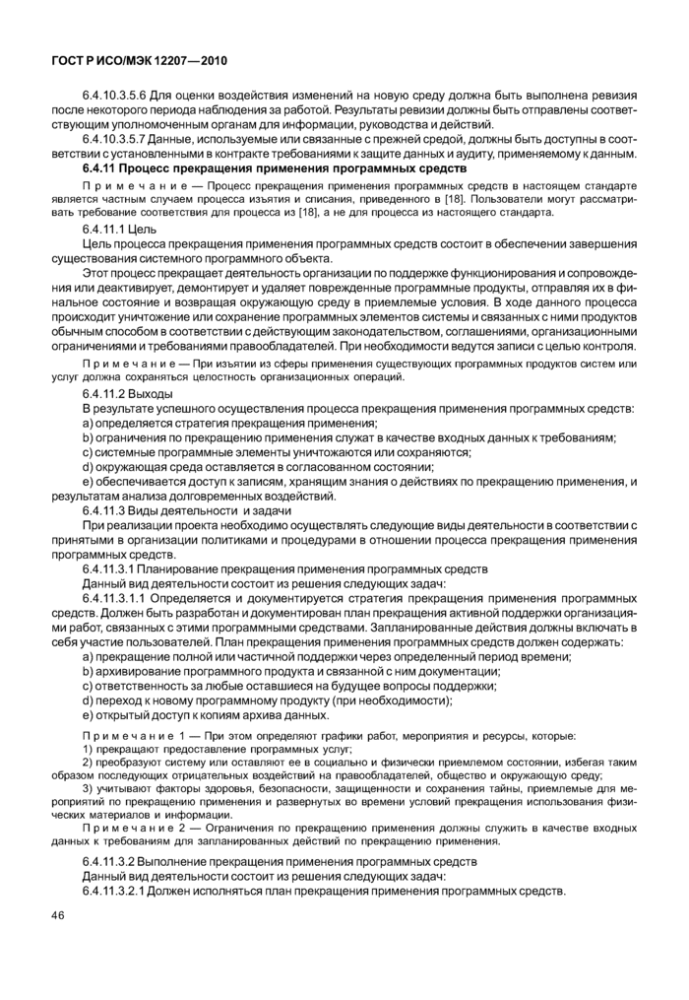 ГОСТ Р ИСО/МЭК 12207—2010
6.4.10.3.5.6 Для оценки воздействия изменений на новую среду должна быть выполнена ревизия
после некоторого периода наблюдения за работой. Результаты ревизии должны быть отправлены соответ-
ствующим уполномоченным органам для информации, руководства и действий.
6.4.10.3.5.7 Данные, используемые или связанные с прежней средой, должны быть доступны в соот-
ветствии с установленными в контракте требованиями к защите данных и аудиту, применяемому к данным.
6.4.11 Процесс прекращения применения программных средств
П р и м е ч а н и е — Процесс прекращения применения программных средств в настоящем стандарте
является частным случаем процесса изъятия и списания, приведенного в [18]. Пользователи могут рассматри-
вать требование соответствия для процесса из [18], а не для процесса из настоящего стандарта.
6.4.11.1 Цель
Цель процесса прекращения применения программных средств состоит в обеспечении завершения
существования системного программного объекта.
Этот процесс прекращает деятельность организации по поддержке функционирования и сопровожде-
ния или деактивирует, демонтирует и удаляет поврежденные программные продукты, отправляя их в фи-
нальное состояние и возвращая окружающую среду в приемлемые условия. В ходе данного процесса
происходит уничтожение или сохранение программных элементов системы и связанных с ними продуктов
обычным способом в соответствии с действующим законодательством, соглашениями, организационными
ограничениями и требованиями правообладателей. При необходимости ведутся записи с целью контроля.
П р и м е ч а н и е — При изъятии из сферы применения существующих программных продуктов систем или
услуг должна сохраняться целостность организационных операций.
6.4.11.2 Выходы
В результате успешного осуществления процесса прекращения применения программных средств:
a) определяется стратегия прекращения применения;
b) ограничения по прекращению применения служат в качестве входных данных к требованиям;
c) системные программные элементы уничтожаются или сохраняются;
d) окружающая среда оставляется в согласованном состоянии;
e) обеспечивается доступ к записям, хранящим знания о действиях по прекращению применения, и
результатам анализа долговременных воздействий.
6.4.11.3 Виды деятельности и задачи
При реализации проекта необходимо осуществлять следующие виды деятельности в соответствии с
принятыми в организации политиками и процедурами в отношении процесса прекращения применения
программных средств.
6.4.11.3.1 Планирование прекращения применения программных средств
Данный вид деятельности состоит из решения следующих задач:
6.4.11.3.1.1 Определяется и документируется стратегия прекращения применения программных
средств. Должен быть разработан и документирован план прекращения активной поддержки организация-
ми работ, связанных с этими программными средствами. Запланированные действия должны включать в
себя участие пользователей. План прекращения применения программных средств должен содержать:
a) прекращение полной или частичной поддержки через определенный период времени;
b) архивирование программного продукта и связанной с ним документации;
c) ответственность за любые оставшиеся на будущее вопросы поддержки;
d) переход к новому программному продукту (при необходимости);
e) открытый доступ к копиям архива данных.
П р и м е ч а н и е 1 — При этом определяют графики работ, мероприятия и ресурсы, которые:
1) прекращают предоставление программных услуг;
2) преобразуют систему или оставляют ее в социально и физически приемлемом состоянии, избегая таким
образом последующих отрицательных воздействий на правообладателей, общество и окружающую среду;
3) учитывают факторы здоровья, безопасности, защищенности и сохранения тайны, приемлемые для ме-
роприятий по прекращению применения и развернутых во времени условий прекращения использования физи-
ческих материалов и информации.
П р и м е ч а н и е 2 — Ограничения по прекращению применения должны служить в качестве входных
данных к требованиям для запланированных действий по прекращению применения.
6.4.11.3.2 Выполнение прекращения применения программных средств
Данный вид деятельности состоит из решения следующих задач:
6.4.11.3.2.1 Должен исполняться план прекращения применения программных средств.
46